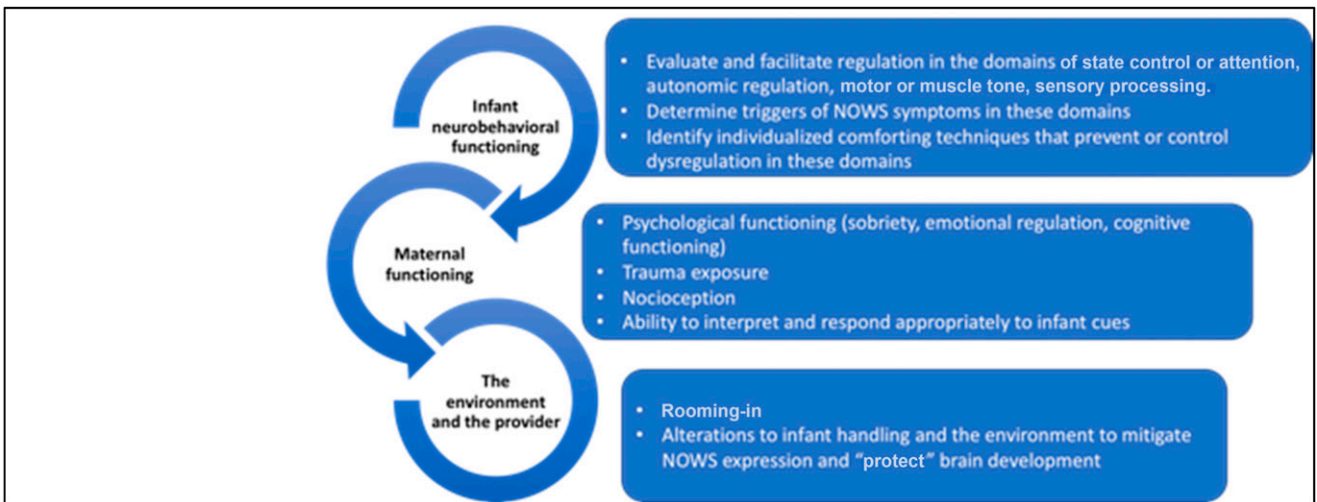 Infant
neurobehavioral
functioning
• Evaluate and facilitate regulation in the domains of state control or attention,
autonomic regulation, motor or muscle tone, sensory processing.
• Determine triggers of NOWS symptoms in these domains
• Identify individualized comforting techniques that prevent or control
dysregulation in these domains
Maternal
functioning
• Psychological functioning (sobriety, emotional regulation, cognitive
functioning)
• Trauma exposure
• Nocioception
• Ability to interpret and respond appropriately to infant cues
The
environment
and the provider
• Rooming-in
• Alterations to infant handling and the environment to mitigate
NOWS expression and “protect” brain development